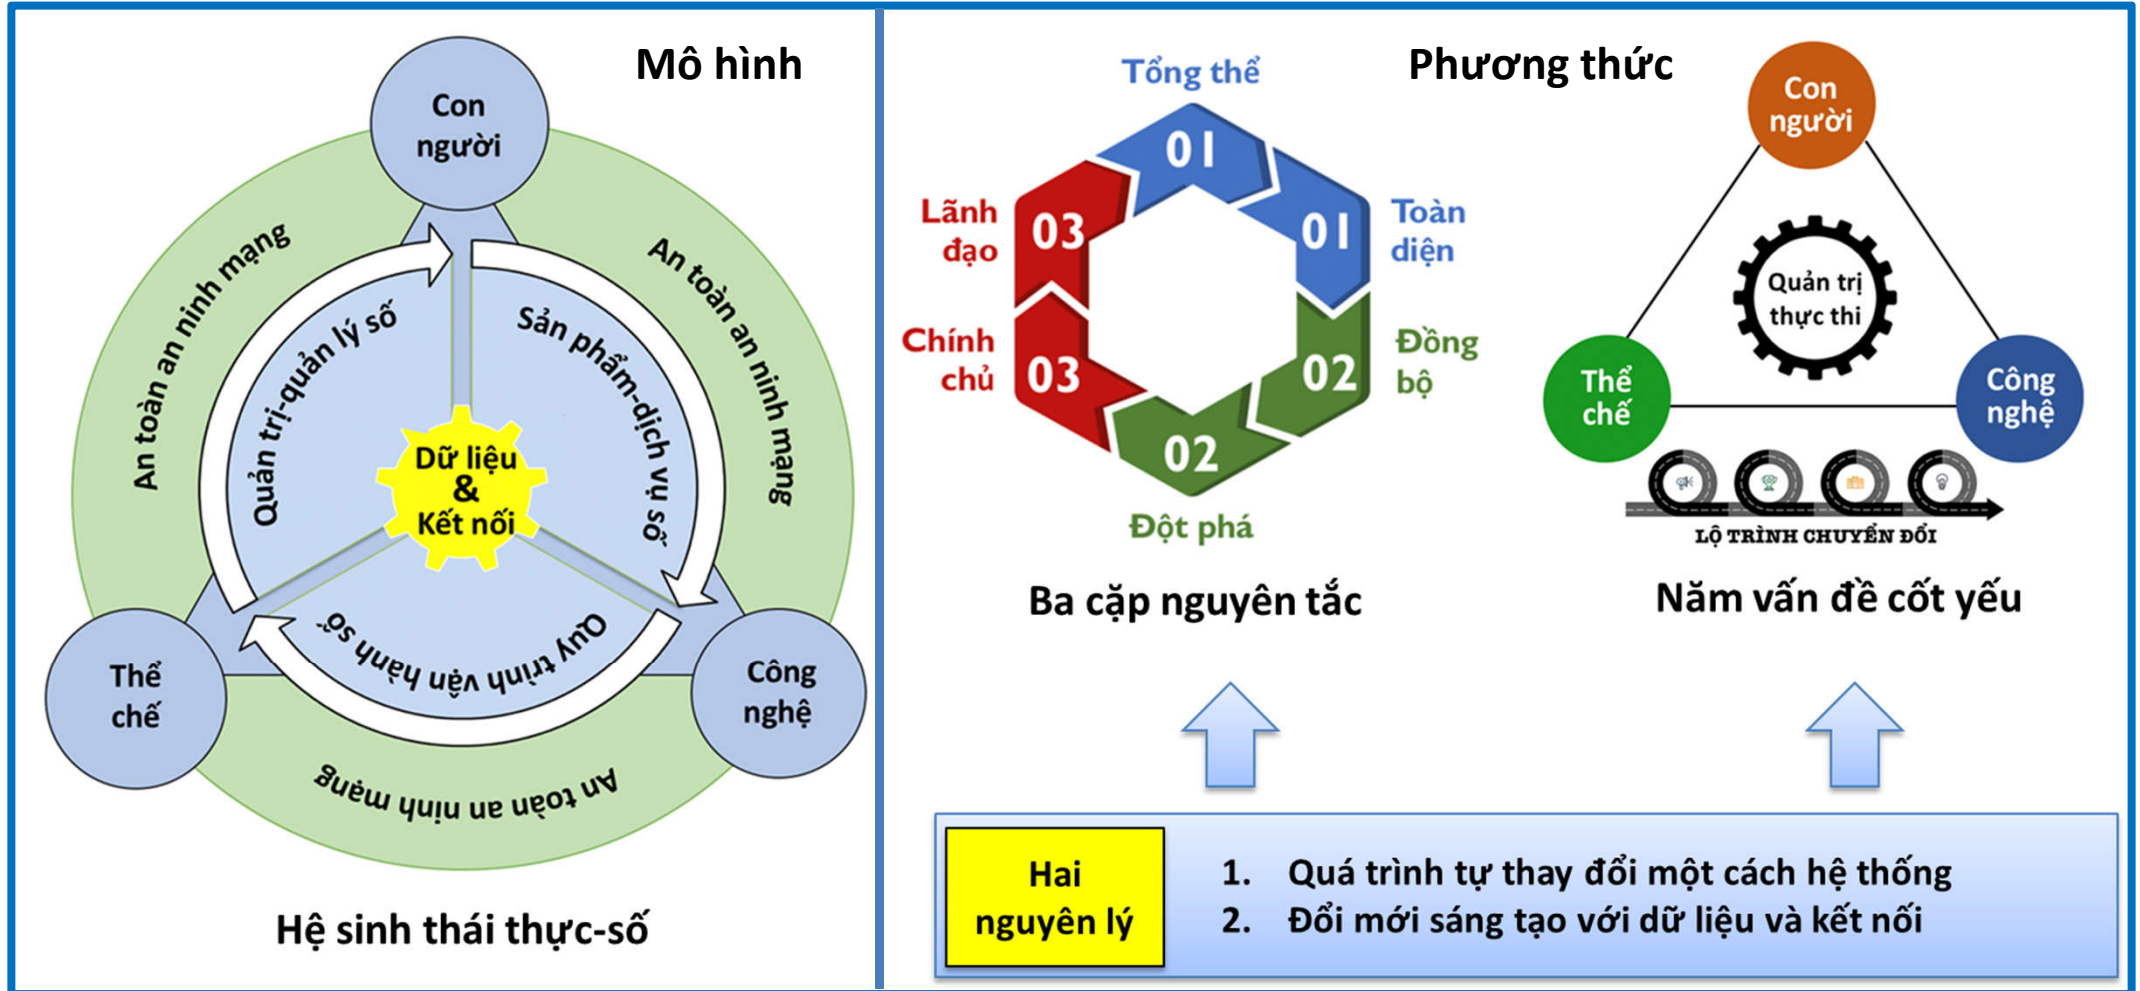 Mô hình
Con
người
An toàn an ninh mạng
An toàn an ninh mạng
Quản trị-quản lý số
Sản phẩm-dịch vụ số
Dữ liệu
&
Kết nối
Quy trình vận hành số
Thể
chế
Công
nghệ
An toàn an ninh mạng
Hệ sinh thái thực-số
Phương thức
Tổng thể
01
Toàn
diện
01
Đồng
bộ
02
Đột phá
02
Chính
chủ
03
Lãnh
đạo
03
Ba cặp nguyên tắc
Con
người
Quản trị
thực thi
Thể
chế
Công
nghệ
LỘ TRÌNH CHUYỂN ĐỔI
Năm vấn đề cốt yếu
Hai
nguyên lý
1. Quá trình tự thay đổi một cách hệ thống
2. Đổi mới sáng tạo với dữ liệu và kết nối